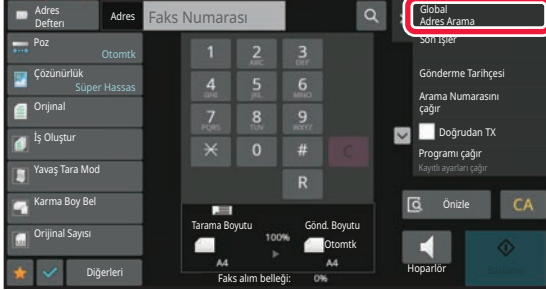 Adres
Defteri
Adres
Faks Numarası
Global
Adres Arama
Son İşler
Poz
Otomtk
Çözünürlük
Süper Hassas
Orıjınal
İş Oluştur
Yavaş Tara Mod
Karma Boy Bel
Orijinal Sayısı
Diğerleri
1
2
ABC
3
DEF
4
GHI
5
JKL
6
MNO
7
PQRS
8
TUV
9
WXYZ
0
#
C
R
Tarama Boyutu
100%
Gönd. Boyutu
Otomtk
A4
A4
Faks alım belleği:
0%
Gönderme Tarihçesi
Arama Numarasını
çağır
Doğrudan TX
Programı çağır
Kayıtlı ayarları çağır
Önizle
CA
Hoparlör